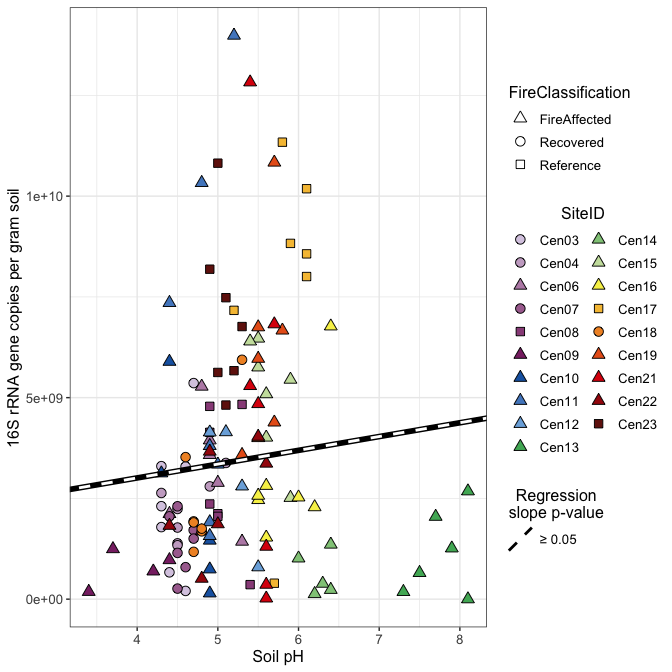 16S rRNA gene copies per gram soil
1e+10
5e+09
0e+00
4 5 6 7 8
Soil pH
FireClassification
FireAffected
Recovered
Reference
SiteID
Cen03 Cen14
Cen04 Cen15
Cen06 Cen16
Cen07 Cen17
Cen08 Cen18
Cen09 Cen19
Cen10 Cen21
Cen11 Cen22
Cen12 Cen23
Cen13
Regression
slope p-value
≥ 0.05